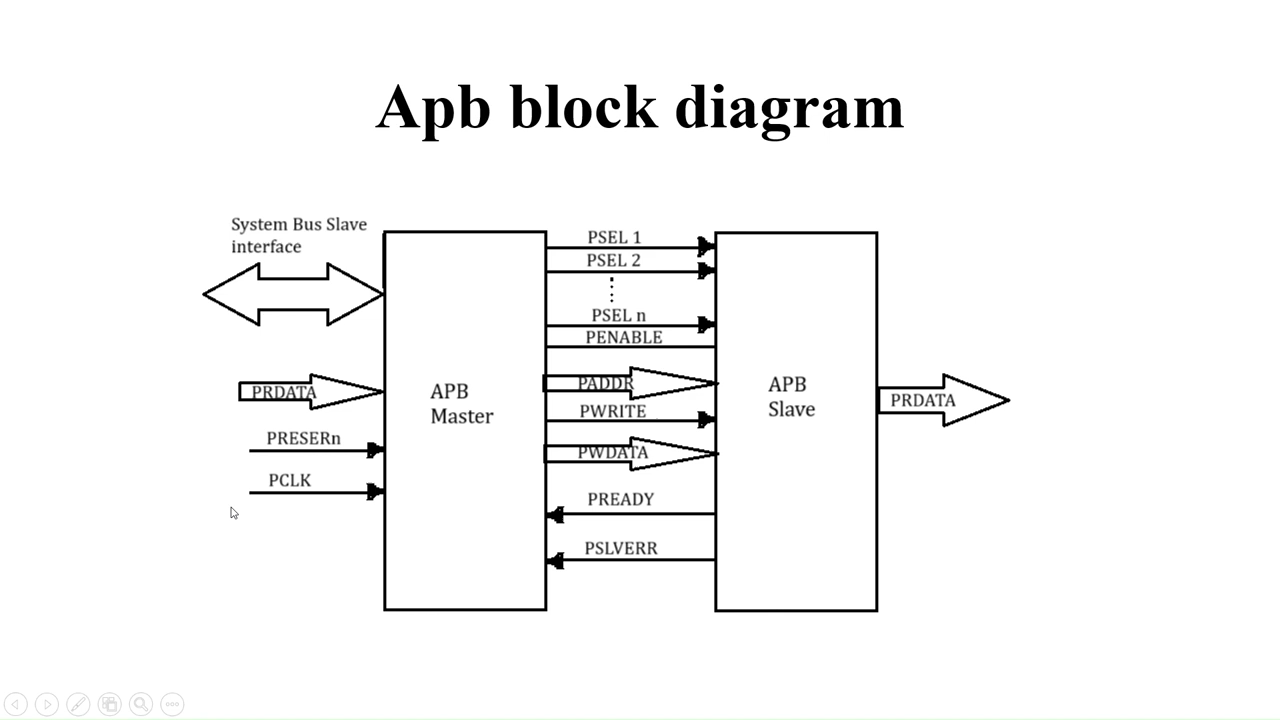 Apb block diagram
System Bus Slave
interface
PRDATA
PRESERn
PCLK
APB
Master
PSEL 1
PSEL 2
PSEL n
PENABLE
PADDR
PWRITE
PWDATA
PREADY
PSLVERR
APB
Slave
PRDATA